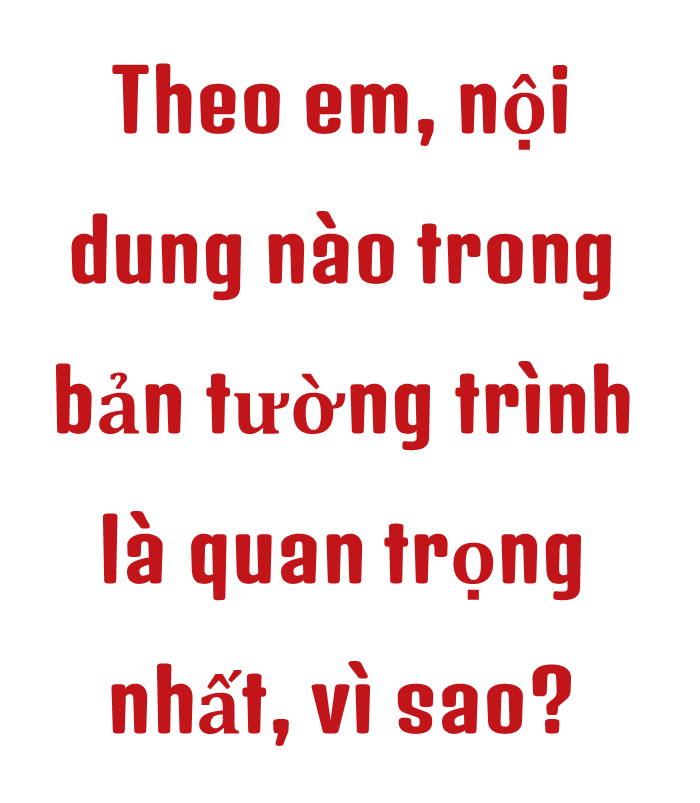 Theo em, nội
dung nào trong
bản tường trình
là quan trọng
nhất, vì sao?